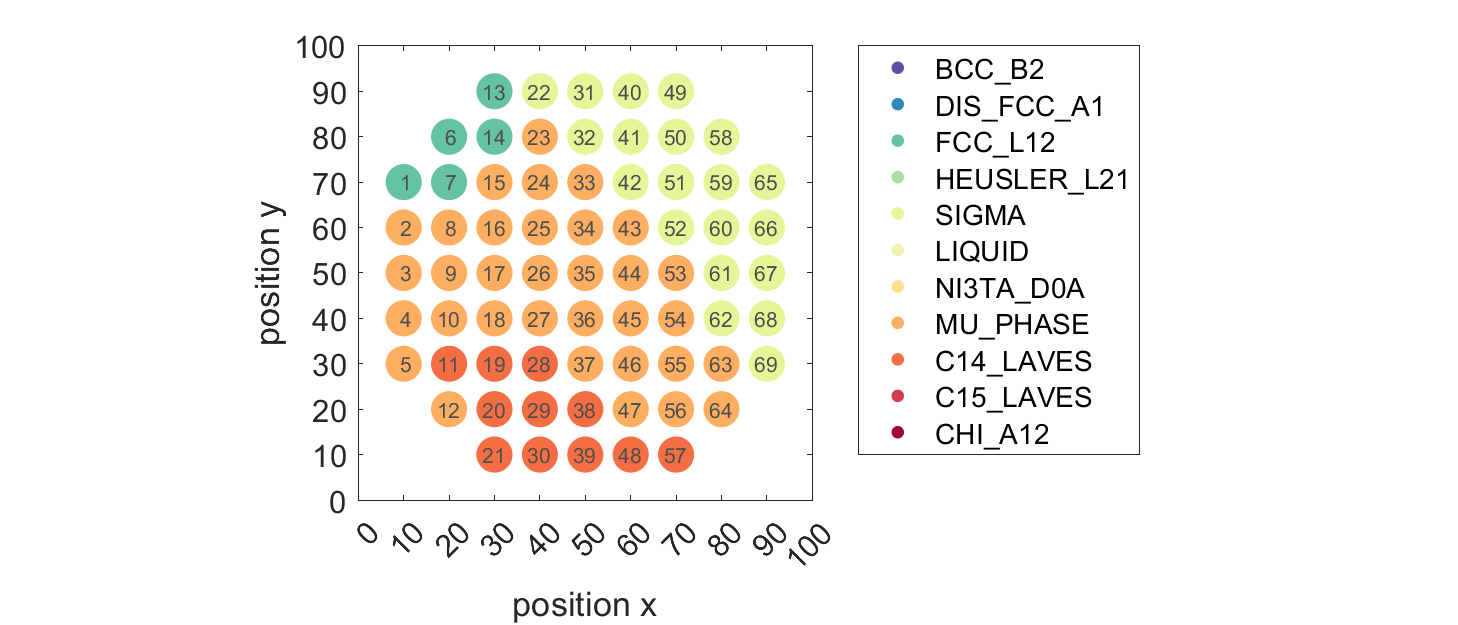 100
90 13 22 31 40 49
80 6 14 23 32 41 50 58
70 1 7 15 24 33 42 51 59 65
60 2 8 16 25 34 43 52 60 66
50 3 9 17 26 35 44 53 61 67
40 4 10 18 27 36 45 54 62 68
30 5 11 19 28 37 46 55 63 69
20 12 20 29 38 47 56 64
10 21 30 39 48 57
0
0 10 20 30 40 50 60 70 80 90 100
position x
position y
BCC_B2
DIS_FCC_A1
FCC_L12
HEUSLER_L21
SIGMA
LIQUID
NI3TA_D0A
MU_PHASE
C14_LAVES
C15_LAVES
CHI_A12